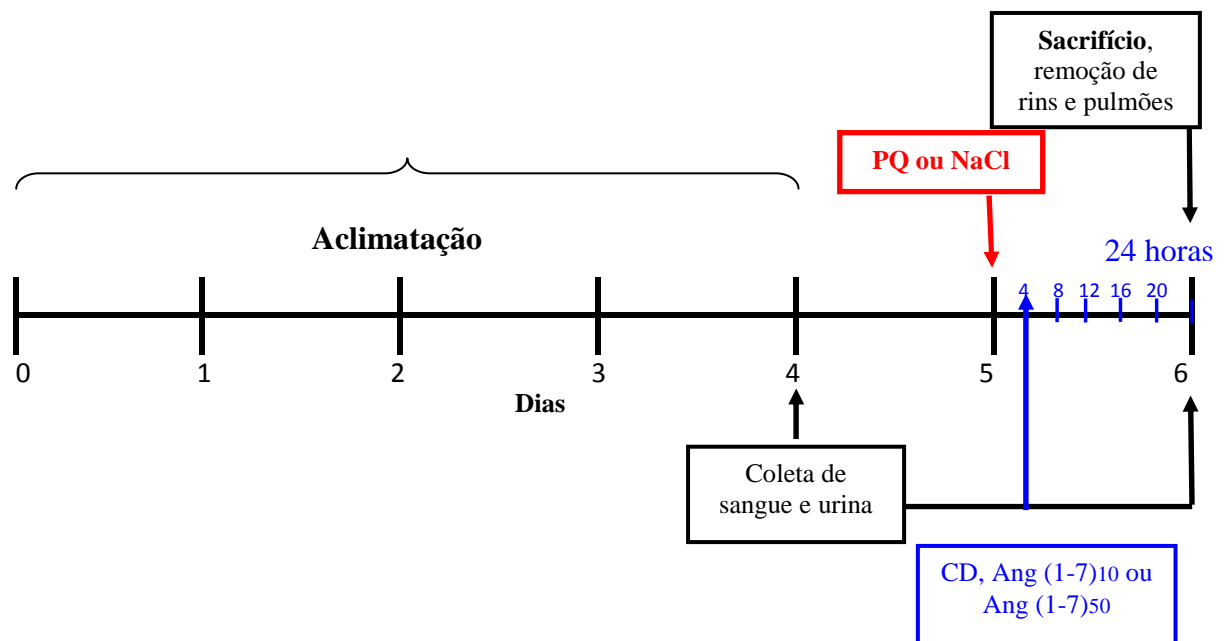 Sacrifício,
remoção de
rins e pulmões
PQ ou NaCl
Aclimatação
24 horas
4 8 12 16 20
0 1 2 3 4 5 6
Dias
Coleta de
sangue e urina
CD, Ang (1-7)10 ou
Ang (1-7)50